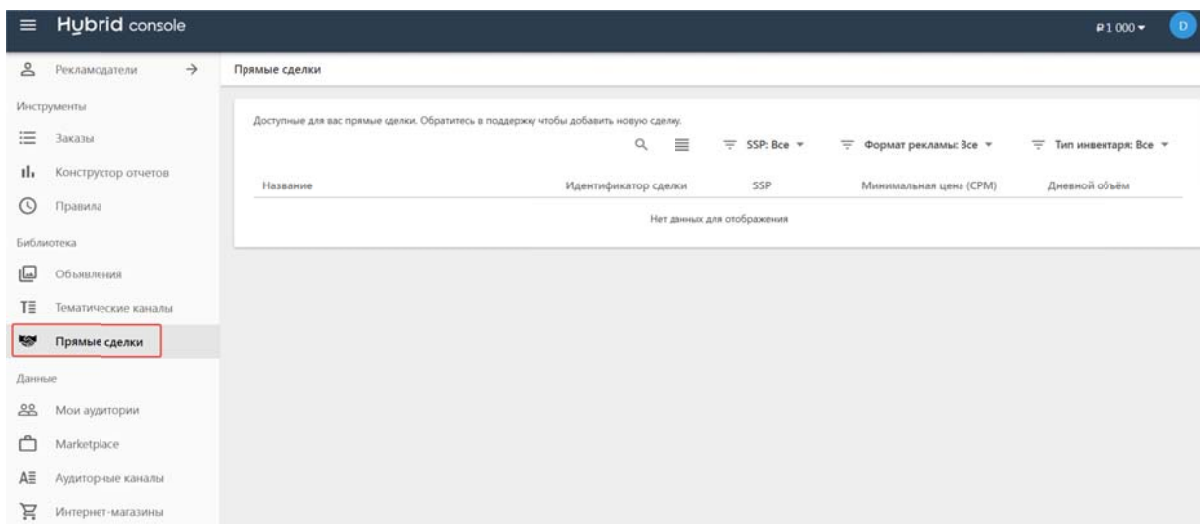 Hybrid console
₽1 000
D
Рекламодатели
Инструменты
Заказы
Конструктор отчетов
Правила
Библиотека
Объявления
Тематические каналы
Прямые сделки
Данные
Мои аудитории
Marketplace
Аудиторные каналы
Интернет-магазины
Прямые сделки
Доступные для вас прямые сделки. Обратитесь в поддержку чтобы добавить новую сделку.
SSP: Все Формат рекламы: Все Тип инвентаря: Все
Название Идентификатор сделки SSP Минимальная цена (CPM) Дневной объём
Нет данных для отображения